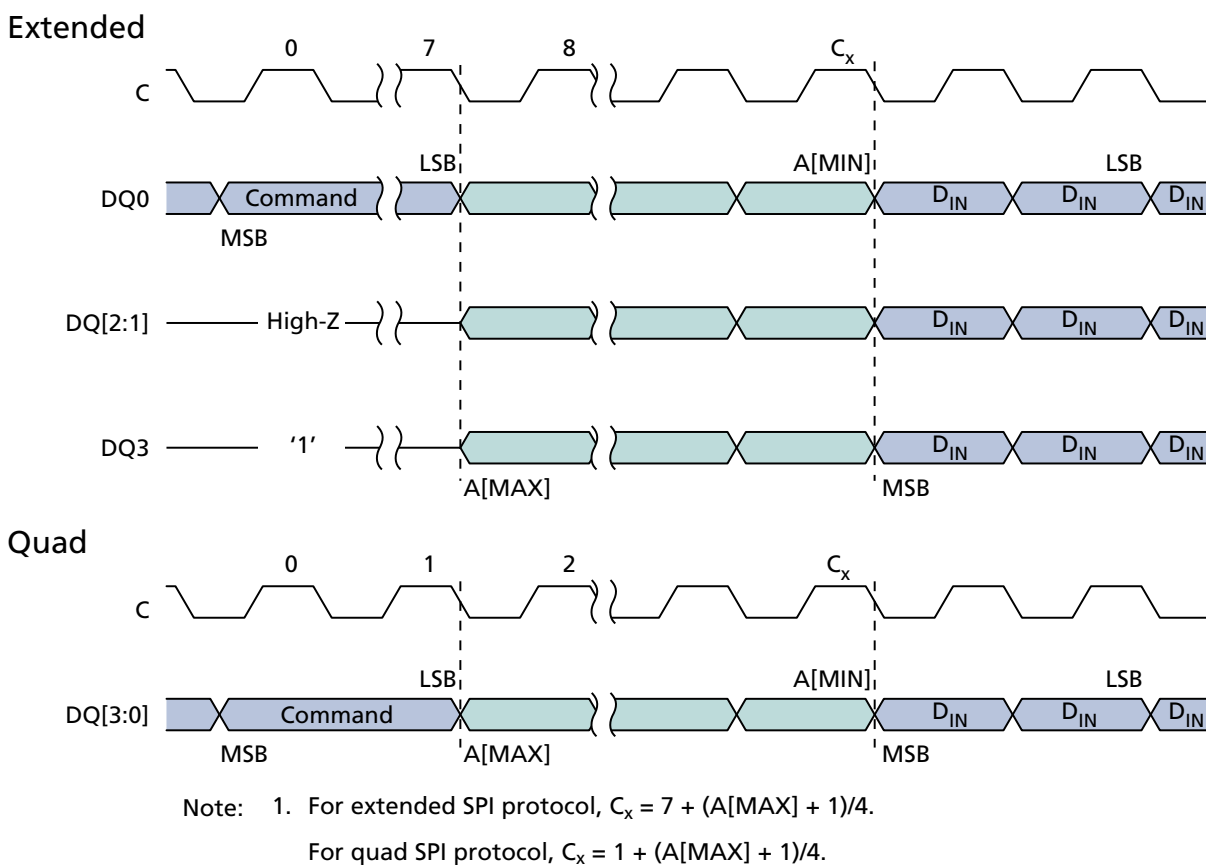 Extended
0 7 8 Cx
C
LSB A[MIN] LSB
DQ0 Command DIN DIN DIN
MSB
DQ[2:1] High-Z DIN DIN DIN
DQ3 '1' DIN DIN DIN
A[MAX] MSB
Quad
0 1 2 Cx
C
LSB A[MIN] LSB
DQ[3:0] Command DIN DIN DIN
MSB A[MAX] MSB
Note: 1. For extended SPI protocol, Cx = 7 + (A[MAX] + 1)/4.
For quad SPI protocol, Cx = 1 + (A[MAX] + 1)/4.